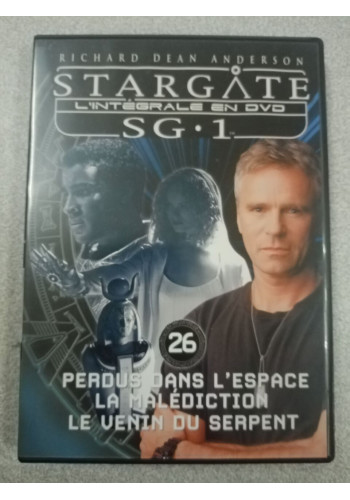 RICHARD DEAN ANDERSON
STARGATE
L'INTÉGRALE EN DVD
SG·1
26
PERDUS DANS L'ESPACE
LA MALÉDICTION
LE VENIN DU SERPENT